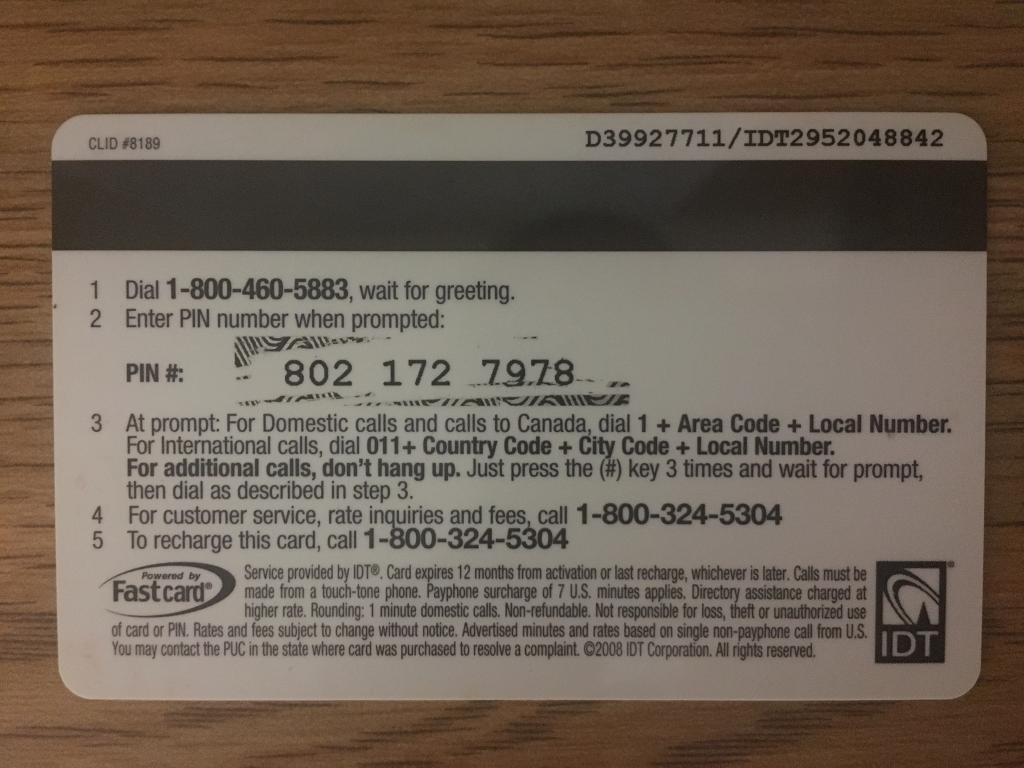 CLID #8189
D39927711/IDT2952048842
1 Dial 1-800-460-5883, wait for greeting.
2 Enter PIN number when prompted:
PIN #: 802 172 7978
3 At prompt: For Domestic calls and calls to Canada, dial 1 + Area Code + Local Number.
For International calls, dial 011+ Country Code + City Code + Local Number.
For additional calls, don't hang up. Just press the (#) key 3 times and wait for prompt,
then dial as described in step 3.
4 For customer service, rate inquiries and fees, call 1-800-324-5304
5 To recharge this card, call 1-800-324-5304
Powered by
Fastcard®
Service provided by IDT®. Card expires 12 months from activation or last recharge, whichever is later. Calls must be
made from a touch-tone phone. Payphone surcharge of 7 U.S. minutes applies. Directory assistance charged at
higher rate. Rounding: 1 minute domestic calls. Non-refundable. Not responsible for loss, theft or unauthorized use
of card or PIN. Rates and fees subject to change without notice. Advertised minutes and rates based on single non-payphone call from U.S.
You may contact the PUC in the state where card was purchased to resolve a complaint. ©2008 IDT Corporation. All rights reserved.
IDT®